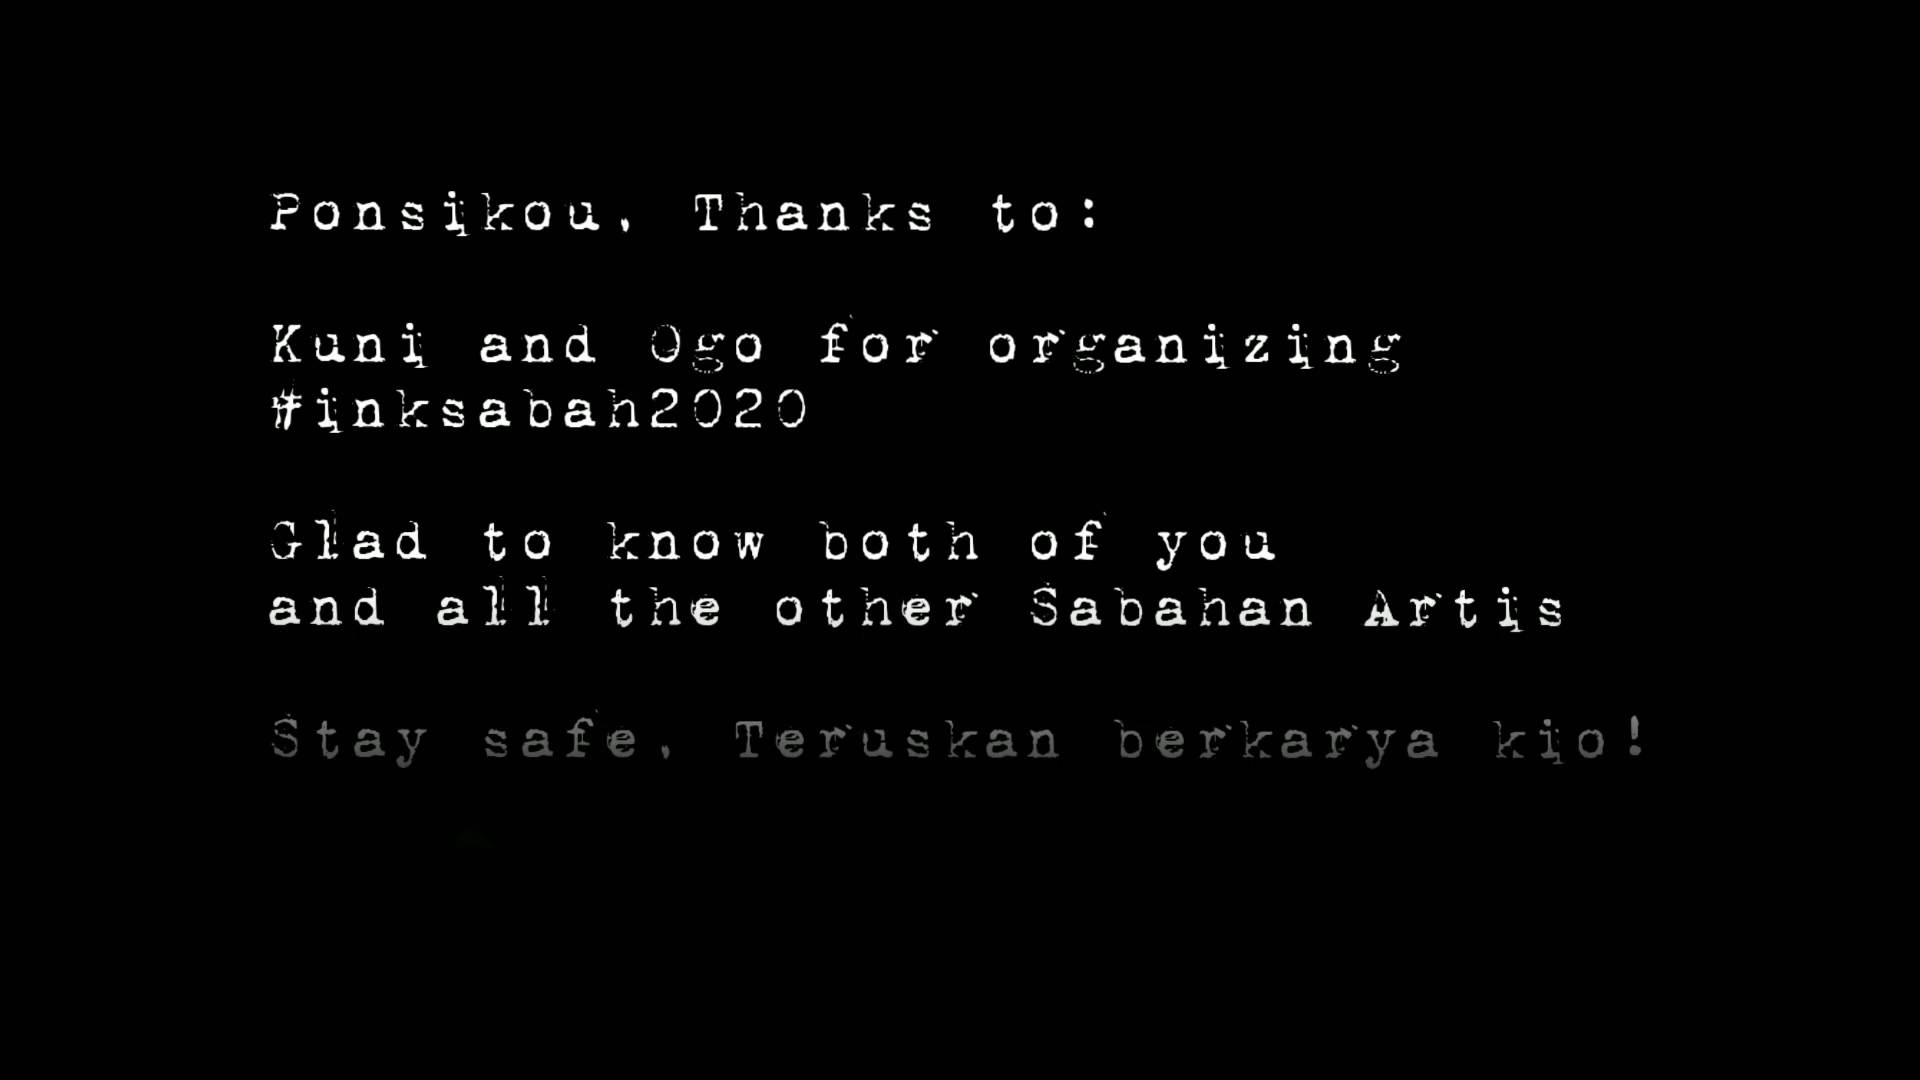 Ponsikou, Thanks to:
Kuni and Ogo for organizing
#inksabah2020
Glad to know both of you
and all the other Sabahan Artis
Stay safe, Teruskan berkarya kio!